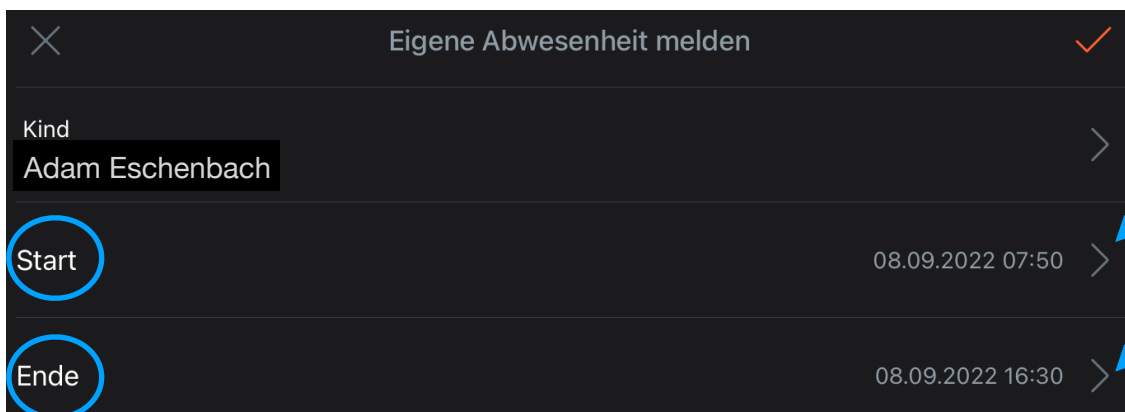 Eigene Abwesenheit melden
Kind
Adam Eschenbach
Start 08.09.2022 07:50
Ende 08.09.2022 16:30